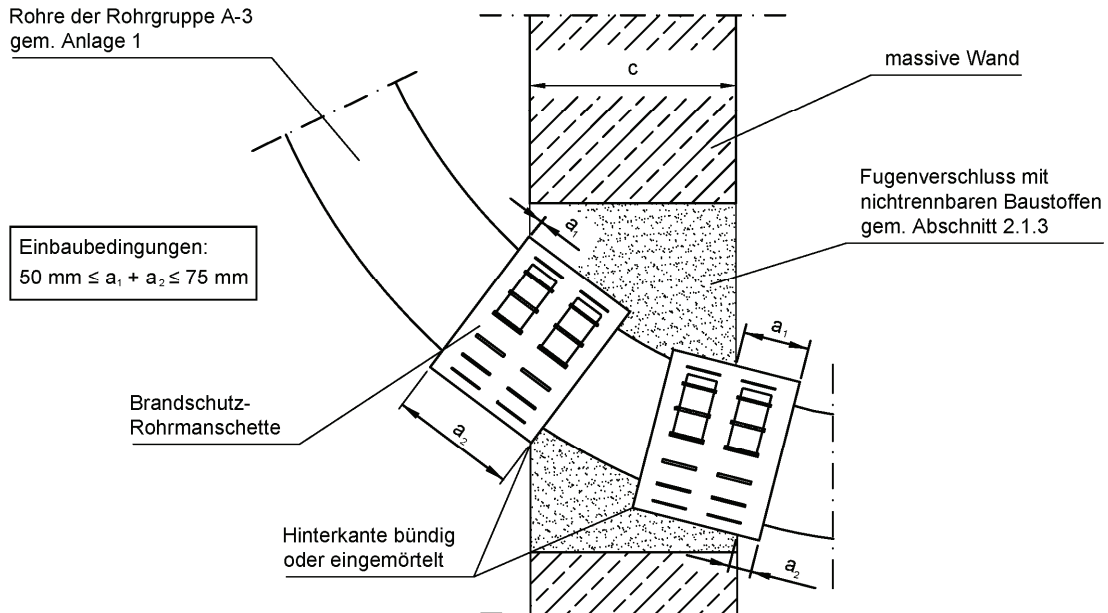 Rohre der Rohrgruppe A-3
gem. Anlage 1
c
massive Wand
Fugenverschluss mit
nichtrennbaren Baustoffen
gem. Abschnitt 2.1.3
a₁
Einbaubedingungen:
50 mm ≤ a₁ + a₂ ≤ 75 mm
a₁
Brandschutz-
Rohrmanschette
a₂
Hinterkante bündig
oder eingemörtelt
a₂